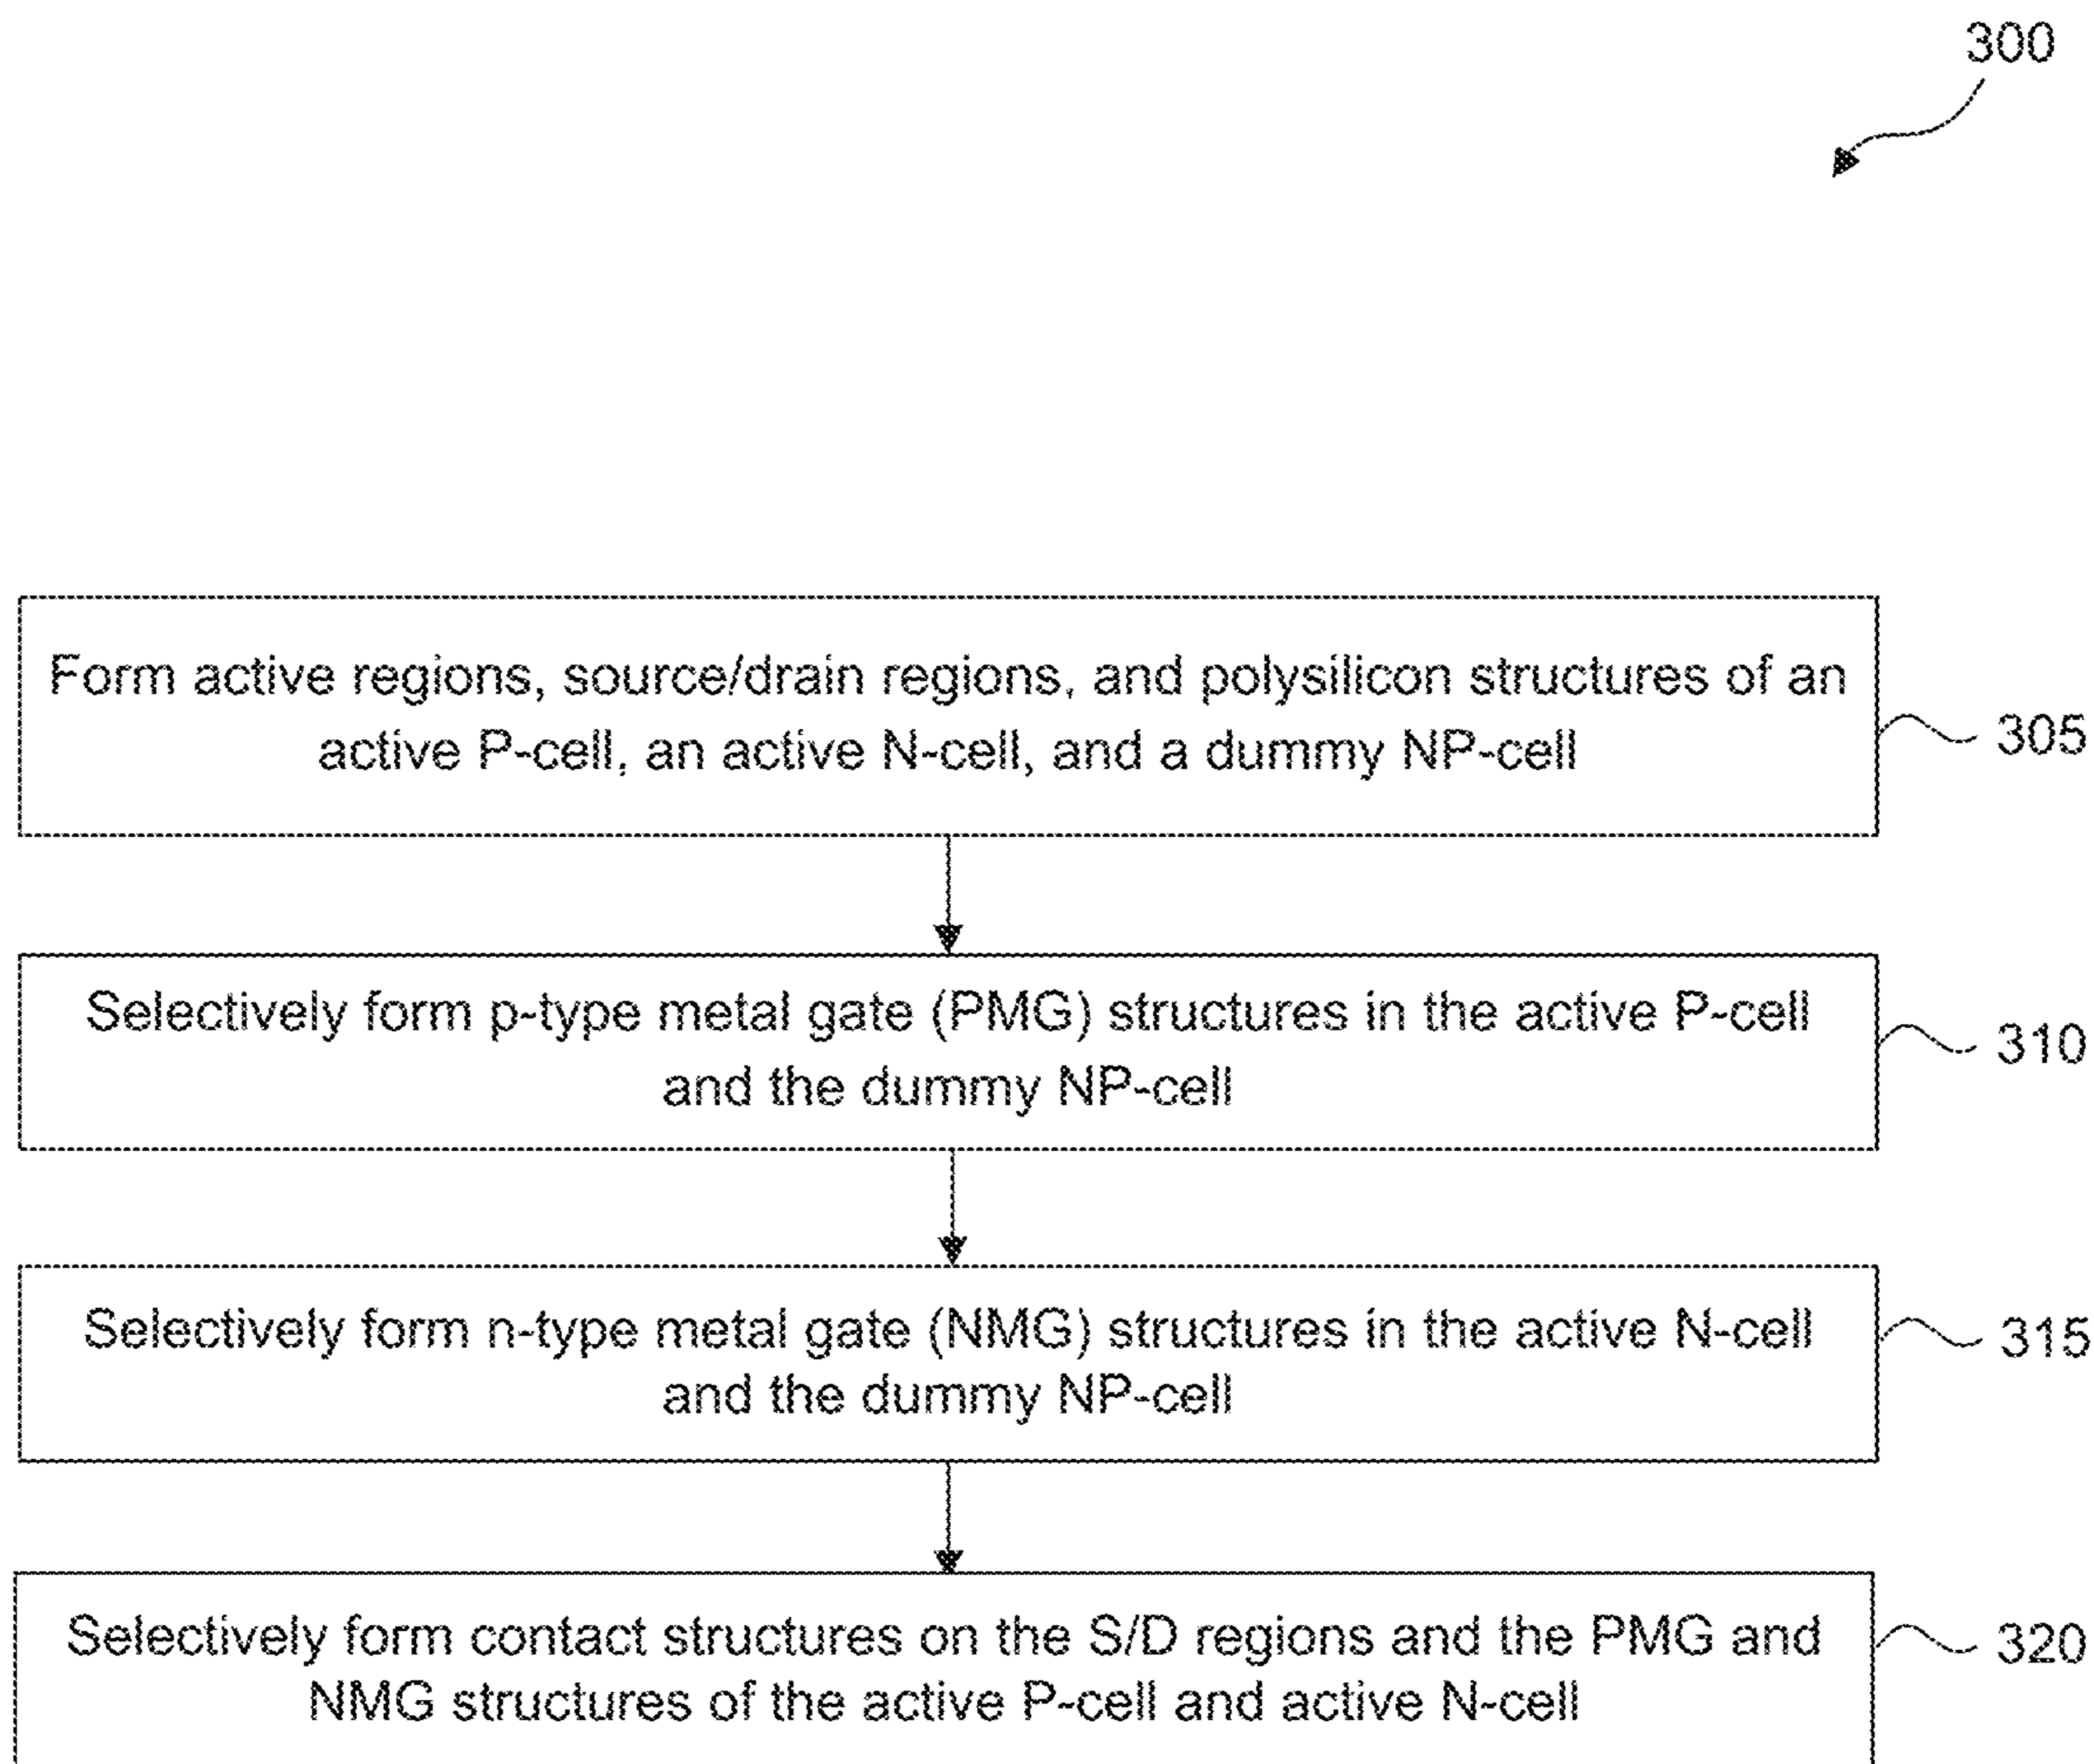 300
Form active regions, source/drain regions, and polysilicon structures of an
active P-cell, an active N-cell, and a dummy NP-cell
305
Selectively form p-type metal gate (PMG) structures in the active P-cell
and the dummy NP-cell
310
Selectively form n-type metal gate (NMG) structures in the active N-cell
and the dummy NP-cell
315
Selectively form contact structures on the S/D regions and the PMG and
NMG structures of the active P-cell and active N-cell
320